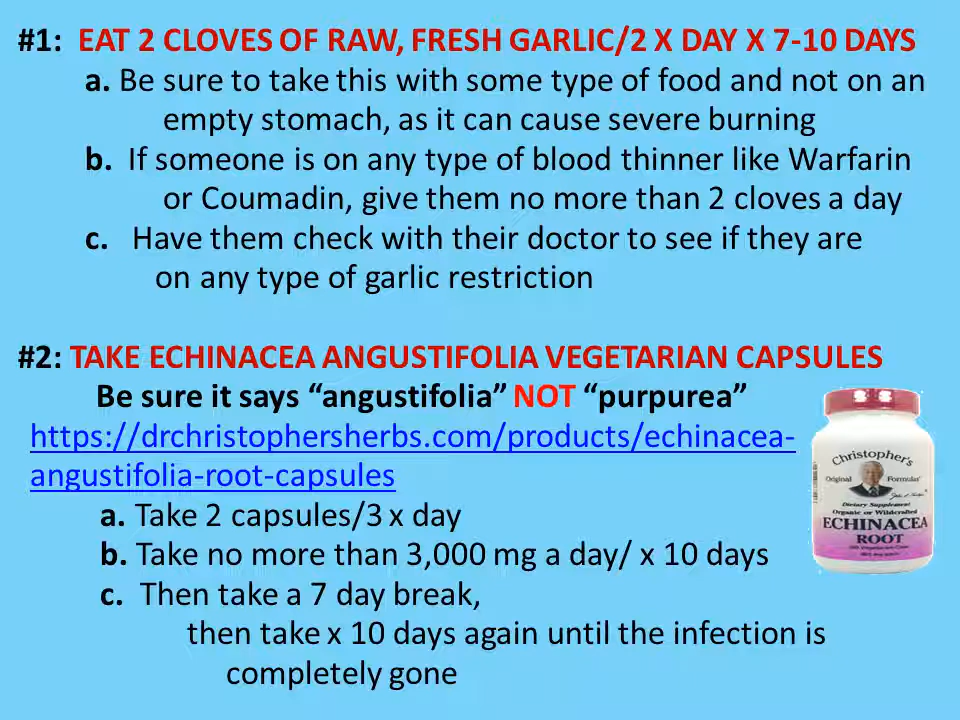 #1: EAT 2 CLOVES OF RAW, FRESH GARLIC/2 X DAY X 7-10 DAYS
a. Be sure to take this with some type of food and not on an
empty stomach, as it can cause severe burning
b. If someone is on any type of blood thinner like Warfarin
or Coumadin, give them no more than 2 cloves a day
c. Have them check with their doctor to see if they are
on any type of garlic restriction
#2: TAKE ECHINACEA ANGUSTIFOLIA VEGETARIAN CAPSULES
Be sure it says “angustifolia” NOT “purpurea”
https://drchristophersherbs.com/products/echinacea-
angustifolia-root-capsules
a. Take 2 capsules/3 x day
b. Take no more than 3,000 mg a day/ x 10 days
c. Then take a 7 day break,
then take x 10 days again until the infection is
completely gone
Christopher's
Original Formulas
Dietary Supplement
Organic or Wildcrafted
ECHINACEA
ROOT